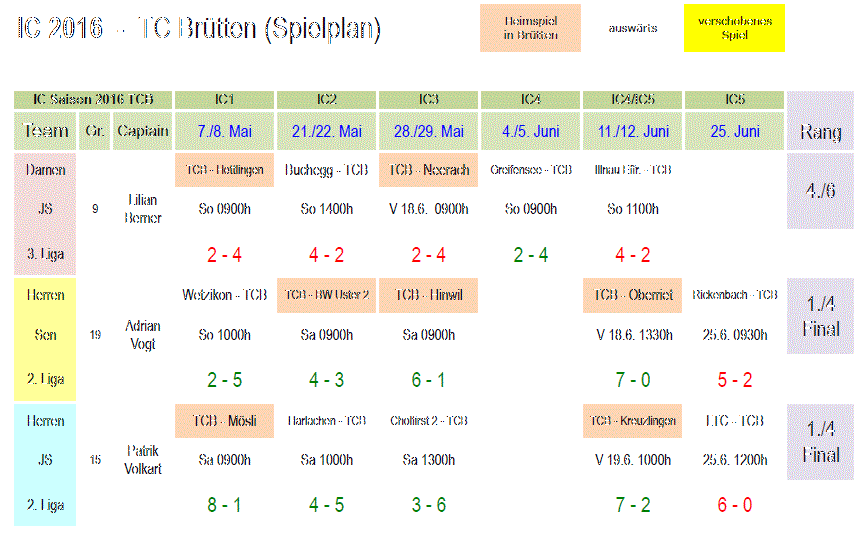 IC 2016 - TC Brütten (Spielplan)
Heimspiel
in Brütten
auswärts
verschobenes
Spiel
IC Saison 2016 TCB IC1 IC2 IC3 IC4 IC4/IC5 IC5
Team Gr. Captain 7./8. Mai 21./22. Mai 28./29. Mai 4./5. Juni 11./12. Juni 25. Juni Rang
Damen TCB - Hettlingen Buchegg - TCB TCB - Neerach Greifensee - TCB Illnau Effr. - TCB
JS 9 Lilian Berner So 0900h So 1400h V 18.6. 0900h So 0900h So 1100h 4./6
3. Liga 2 - 4 4 - 2 2 - 4 2 - 4 4 - 2
Herren Wetzikon - TCB TCB - BW Uster 2 TCB - Hinwil TCB - Oberriet Rickenbach - TCB
Sen 19 Adrian Vogt So 1000h Sa 0900h Sa 0900h V 18.6. 1330h 25.6. 0930h 1./4 Final
2. Liga 2 - 5 4 - 3 6 - 1 7 - 0 5 - 2
Herren TCB - Mösli Harlachen - TCB Cholfirst 2 - TCB TCB - Kreuzlingen LTC - TCB
JS 15 Patrik Volkart Sa 0900h Sa 1000h Sa 1300h V 19.6. 1000h 25.6. 1200h 1./4 Final
2. Liga 8 - 1 4 - 5 3 - 6 7 - 2 6 - 0